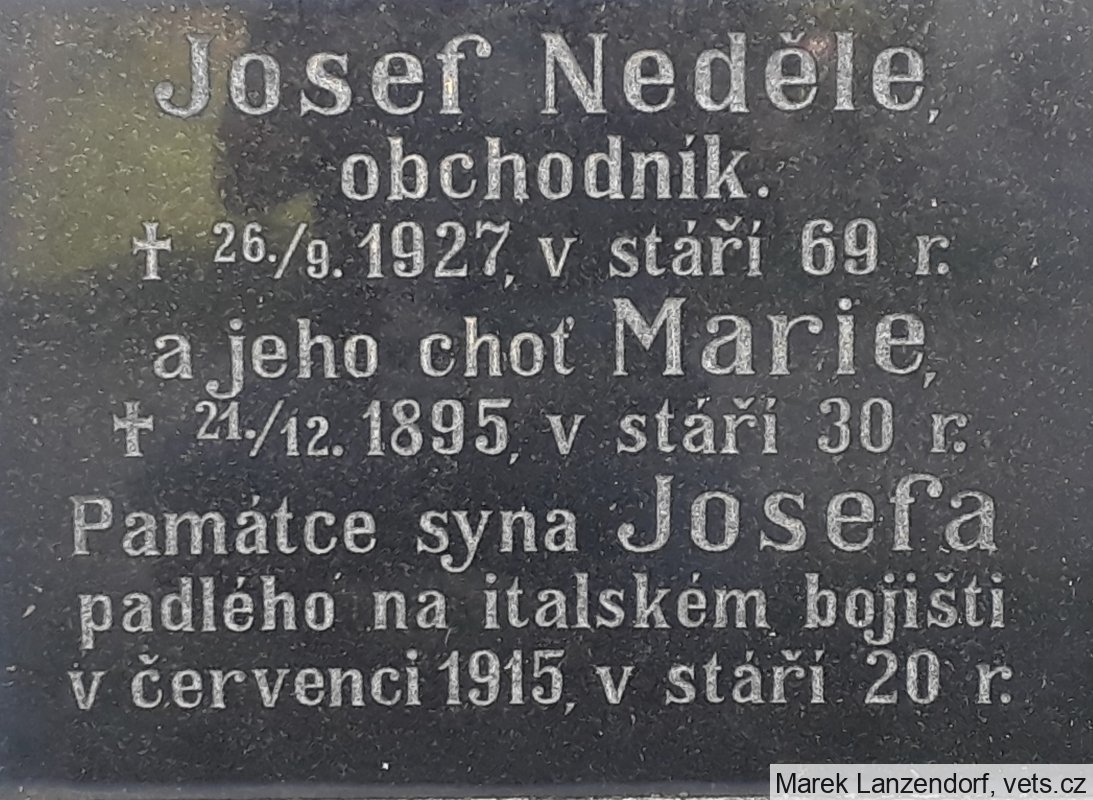 Josef Neděle,
obchodník.
† 26./9. 1927, v stáří 69 r.
a jeho choť Marie,
† 21./12. 1895, v stáří 30 r.
Památce syna Josefa
padlého na italském bojišti
v červenci 1915, v stáří 20 r.
Marek Lanzendorf, vets.cz